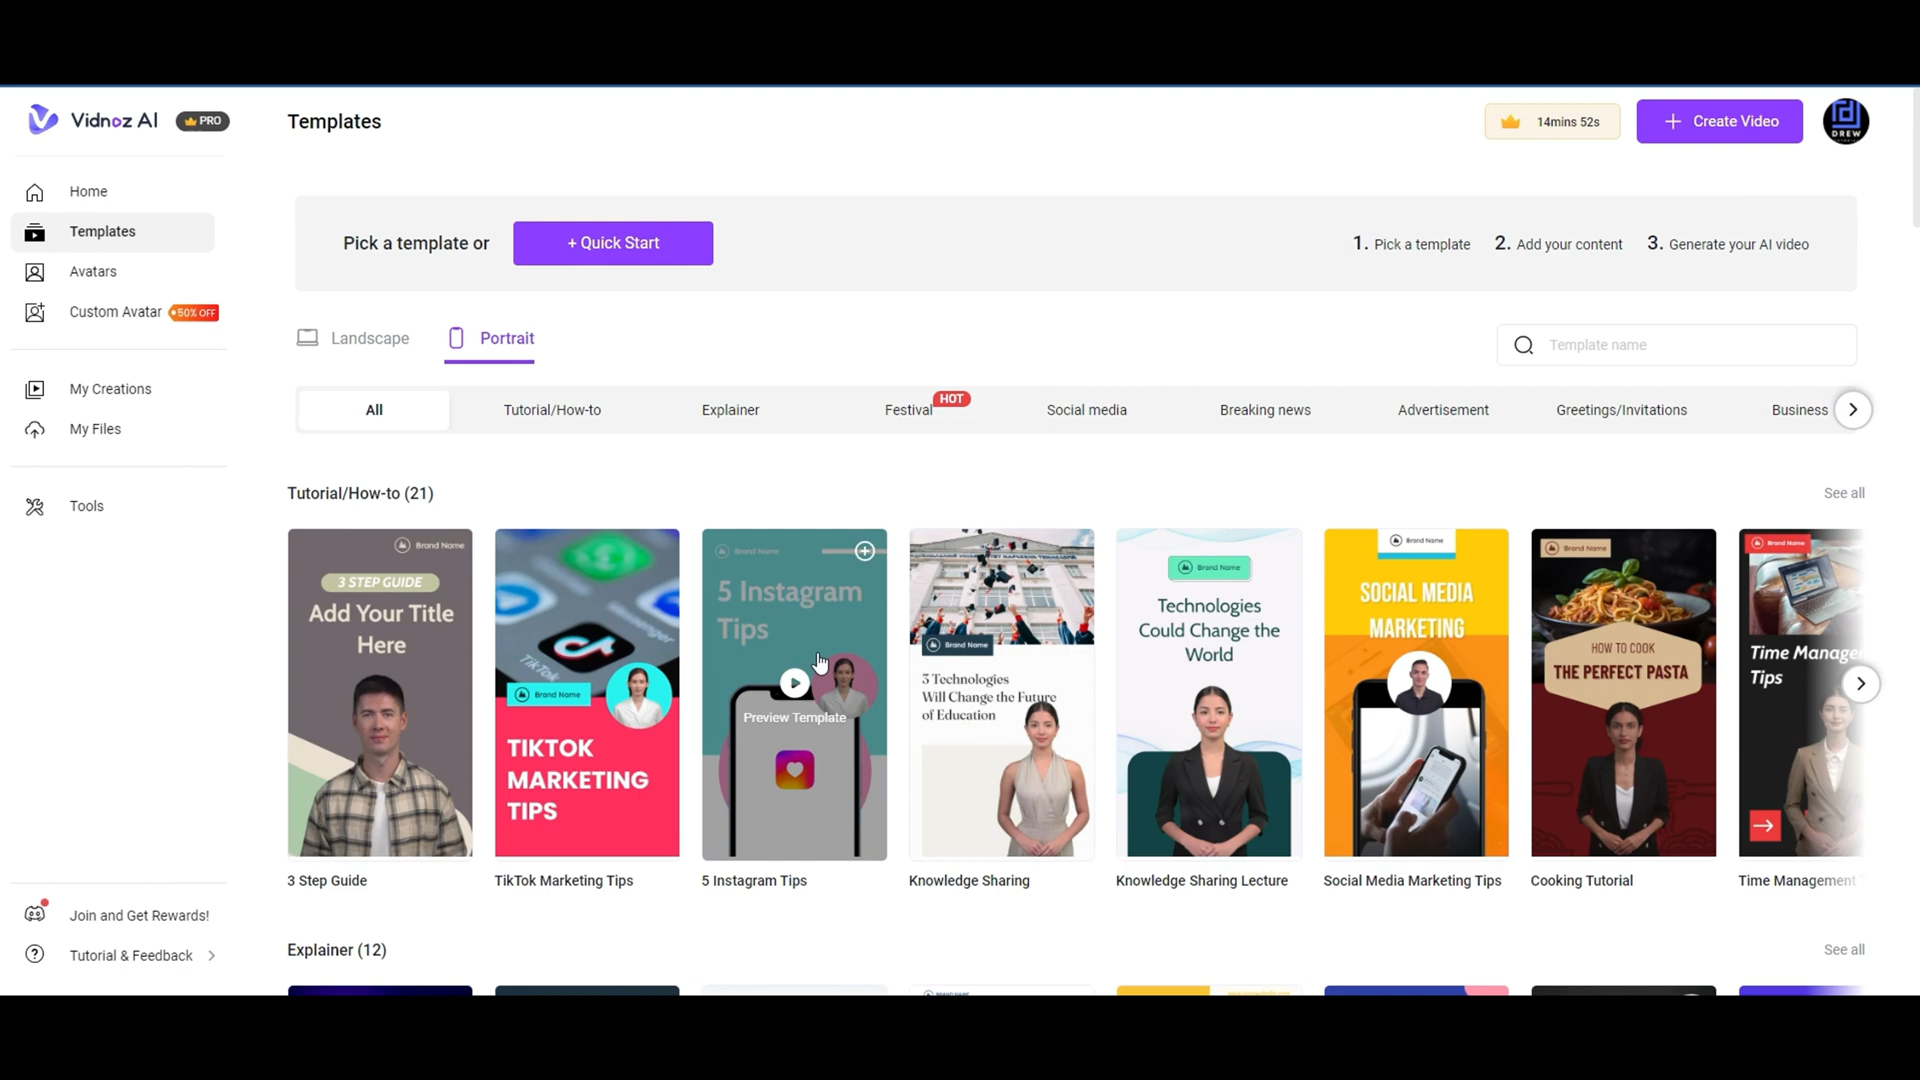 Vidnoz AI
PRO
Templates
14mins 52s
Create Video
DREW
Home
Templates
Avatars
Custom Avatar
50% OFF
My Creations
My Files
Tools
Join and Get Rewards!
Tutorial & Feedback
Pick a template or
+ Quick Start
1. Pick a template
2. Add your content
3. Generate your AI video
Landscape
Portrait
Template name
All
Tutorial/How-to
Explainer
Festival
HOT
Social media
Breaking news
Advertisement
Greetings/Invitations
Business
Tutorial/How-to (21)
See all
Brand Name
3 STEP GUIDE
Add Your Title
Here
3 Step Guide
TikTok
Messenger
Brand Name
TIKTOK
MARKETING
TIPS
TikTok Marketing Tips
Brand Name
5 Instagram
Tips
Preview Template
5 Instagram Tips
Brand Name
3 Technologies
Will Change the Future
of Education
Knowledge Sharing
Brand Name
Technologies
Could Change the
World
Knowledge Sharing Lecture
Brand Name
SOCIAL MEDIA
MARKETING
Social Media Marketing Tips
Brand Name
HOW TO COOK
THE PERFECT PASTA
Cooking Tutorial
Brand Name
Time Manager
Tips
Time Management
Explainer (12)
See all
BRAND NAME